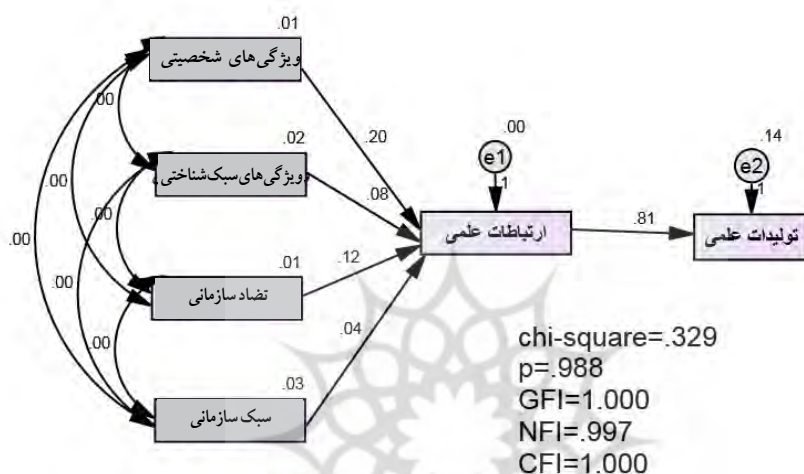 .01
ویژگی‌های شخصیتی
.00
.20
.02
.00
e1
.14
e2
ویژگی‌های سبک‌شناختی
.00
.08
1
1
.00
.00
ارتباطات علمی
.81
تولیدات علمی
.01
.12
تضاد سازمانی
.00
.00
.04
.03
سبک سازمانی
chi-square=.329
p=.988
GFI=1.000
NFI=.997
CFI=1.000